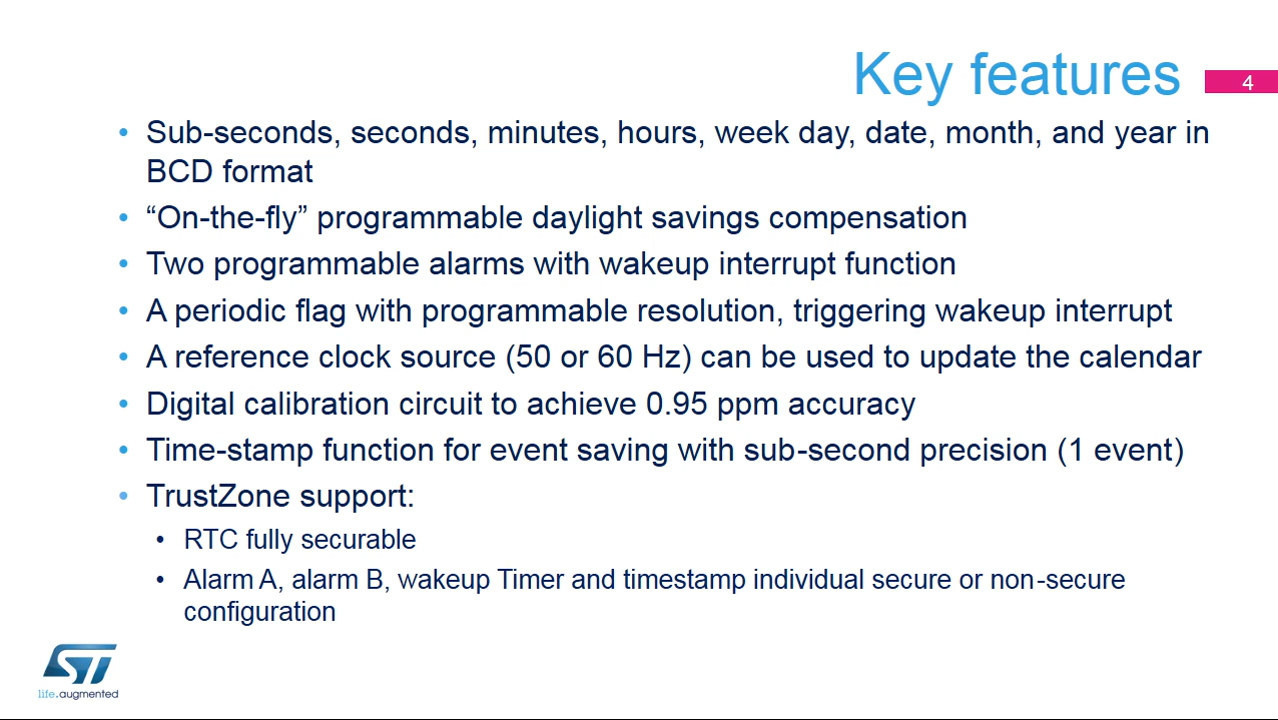 Key features
4
• Sub-seconds, seconds, minutes, hours, week day, date, month, and year in
BCD format
• “On-the-fly” programmable daylight savings compensation
• Two programmable alarms with wakeup interrupt function
• A periodic flag with programmable resolution, triggering wakeup interrupt
• A reference clock source (50 or 60 Hz) can be used to update the calendar
• Digital calibration circuit to achieve 0.95 ppm accuracy
• Time-stamp function for event saving with sub-second precision (1 event)
• TrustZone support:
• RTC fully securable
• Alarm A, alarm B, wakeup Timer and timestamp individual secure or non-secure
configuration
ST
life.augmented